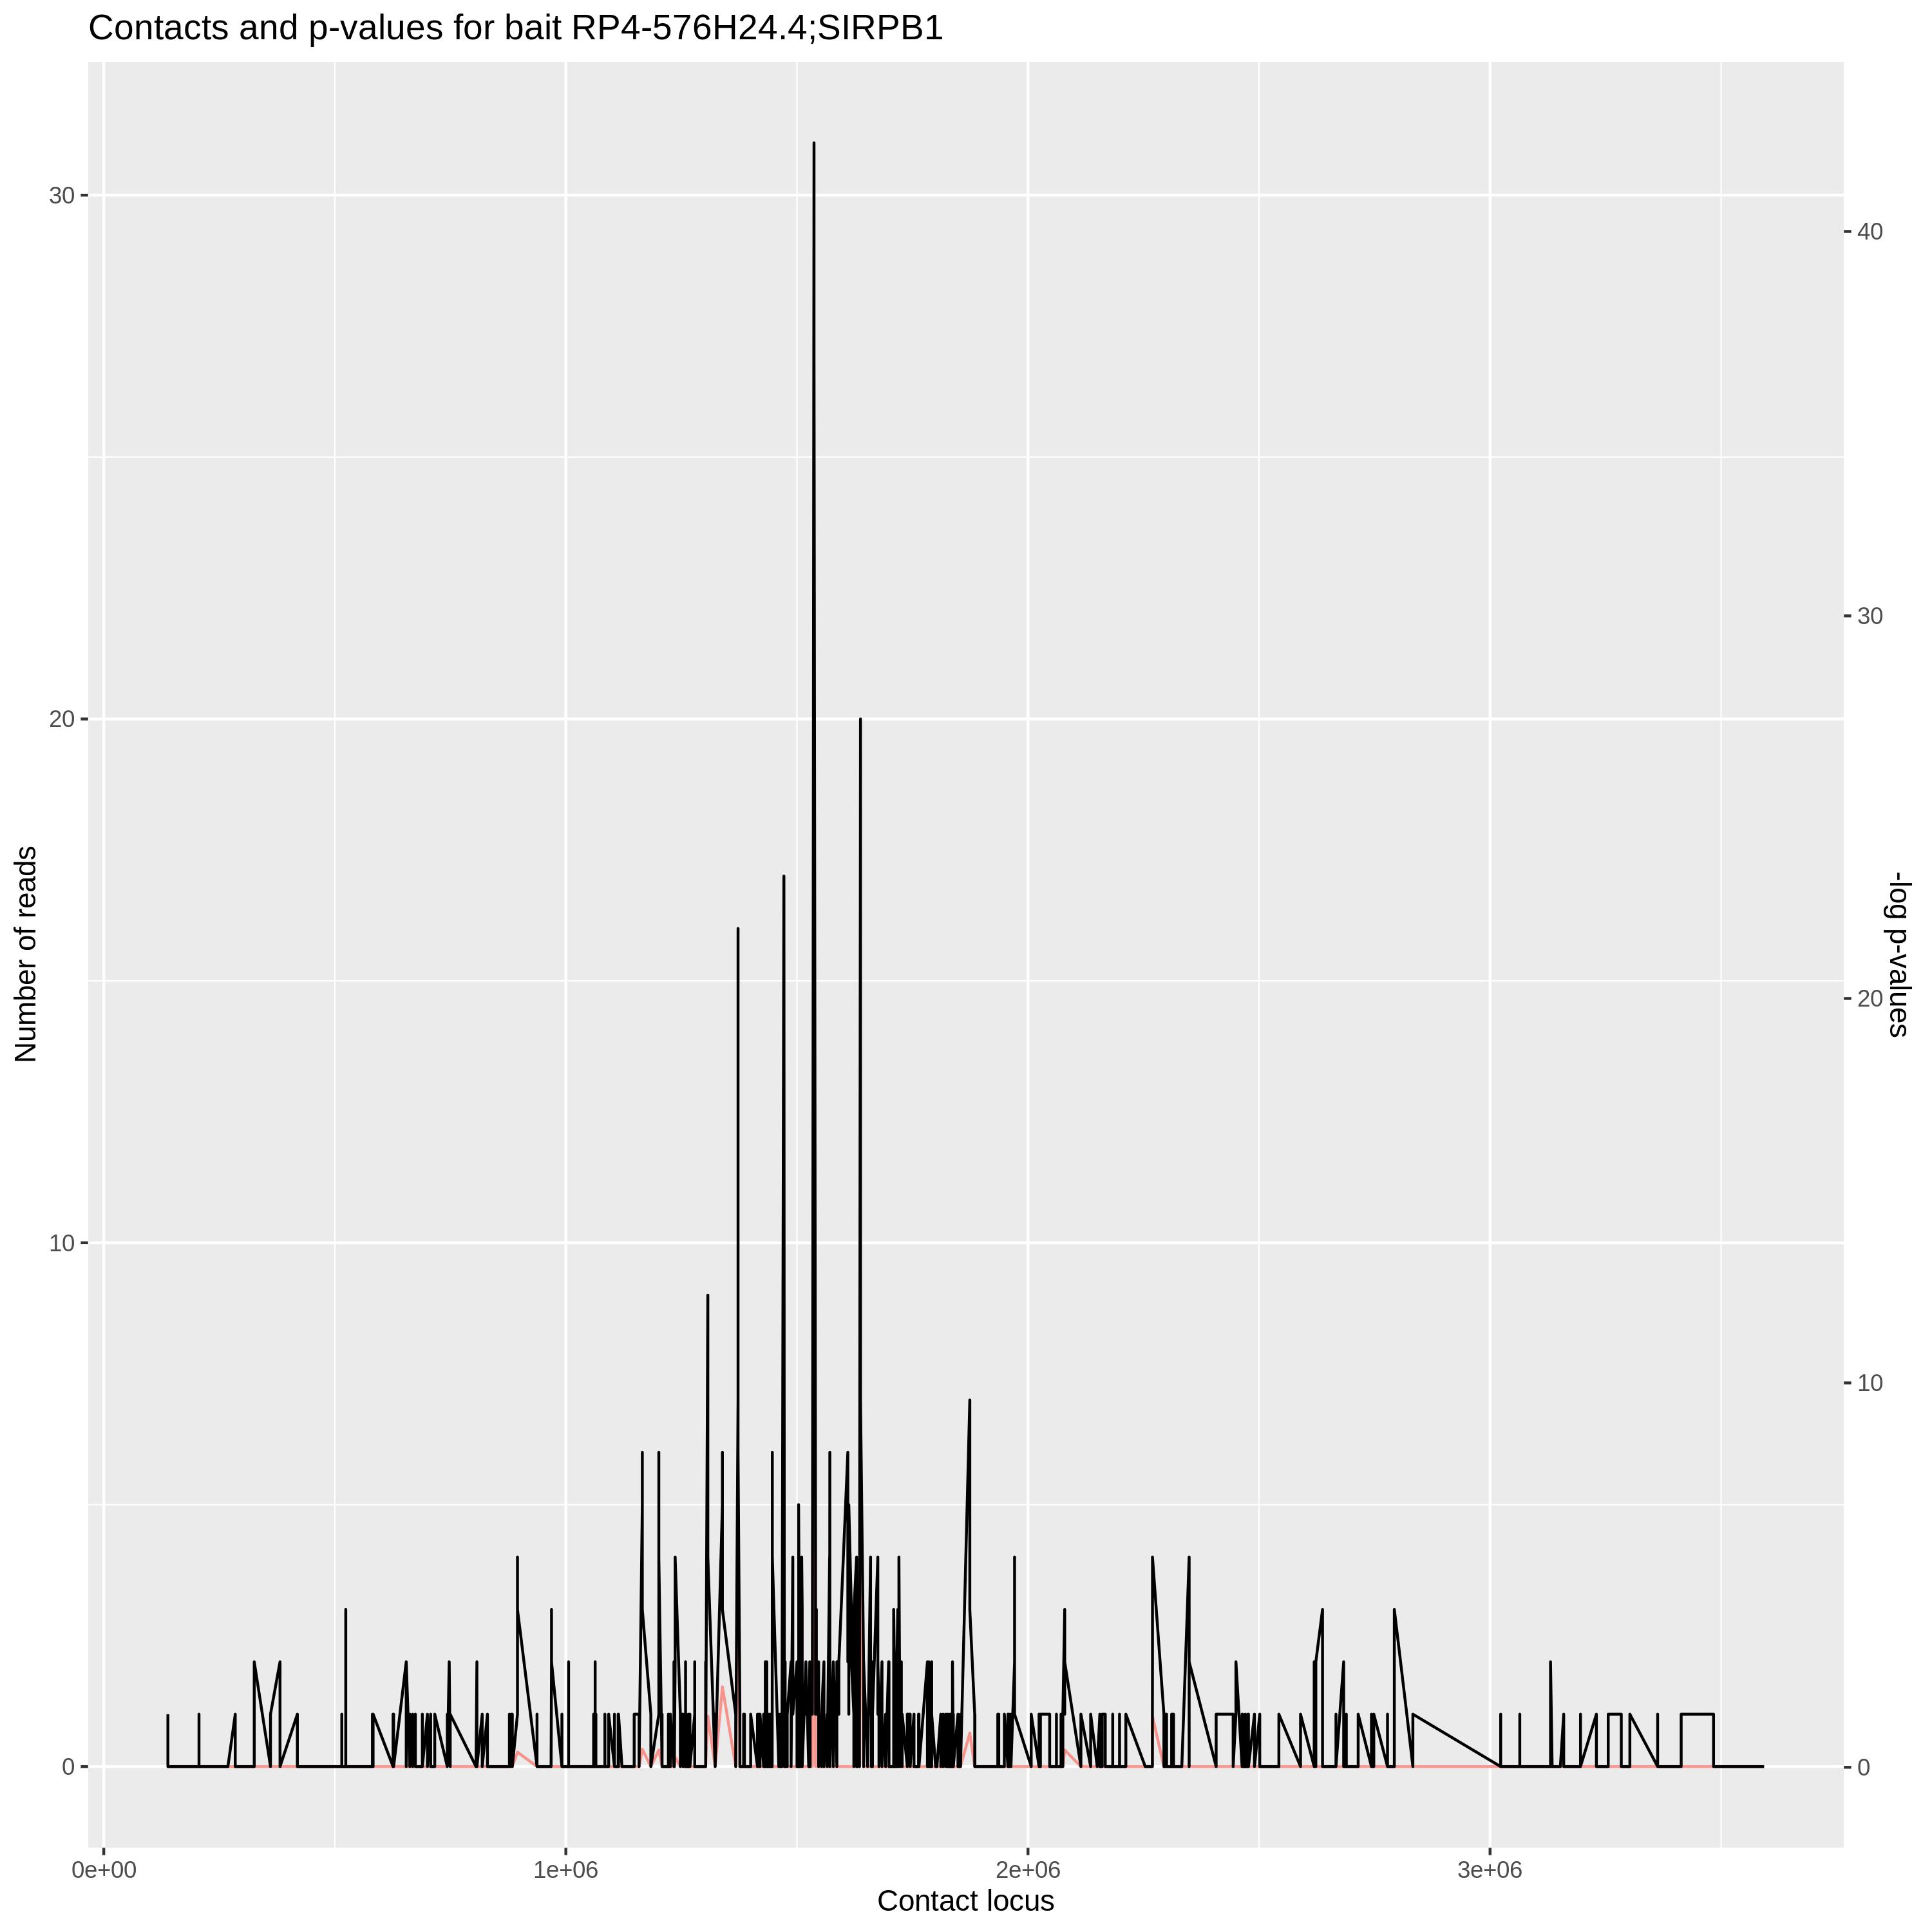 Contacts and p-values for bait RP4-576H24.4;SIRPB1
30
20
10
0
Number of reads
40
30
20
10
0
-log p-values
0e+00
1e+06
2e+06
3e+06
Contact locus